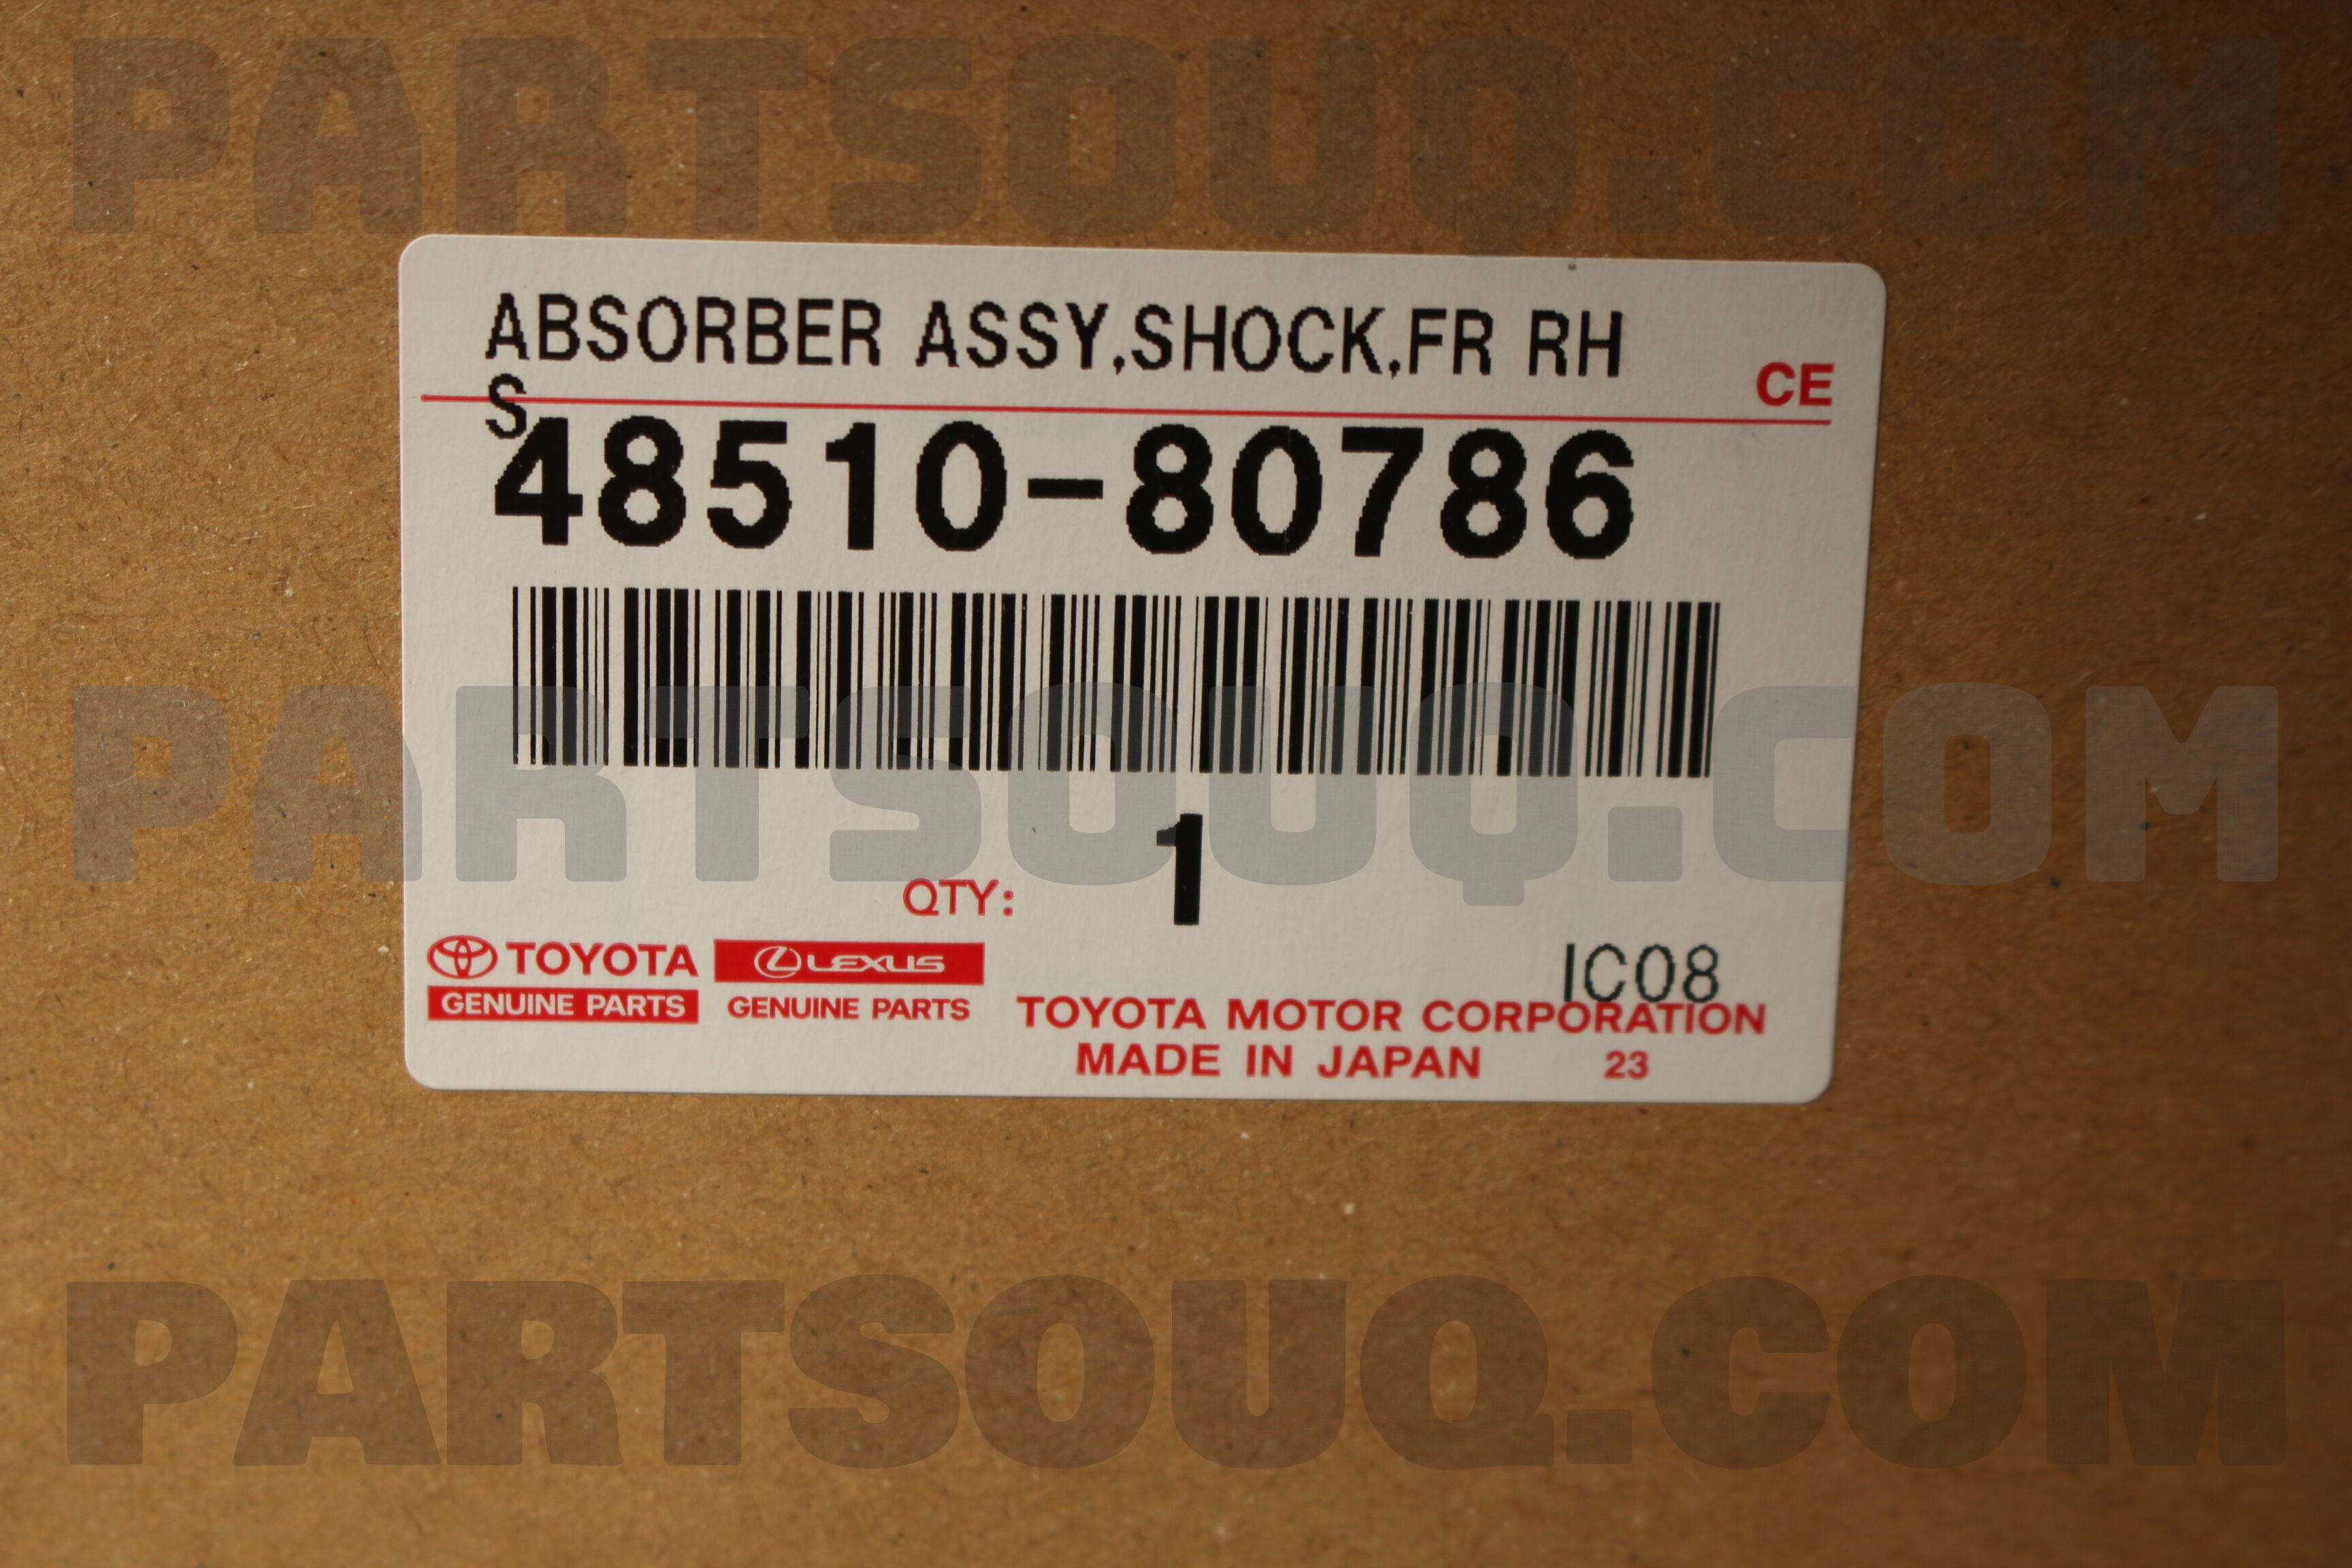 PARTSOUQ.COM
ABSORBER ASSY,SHOCK,FR RH
S
CE
48510-80786
PARTSOUQ.COM
QTY: 1
TOYOTA
GENUINE PARTS
LEXUS
GENUINE PARTS
IC08
TOYOTA MOTOR CORPORATION
MADE IN JAPAN 23
PARTSOUQ.COM